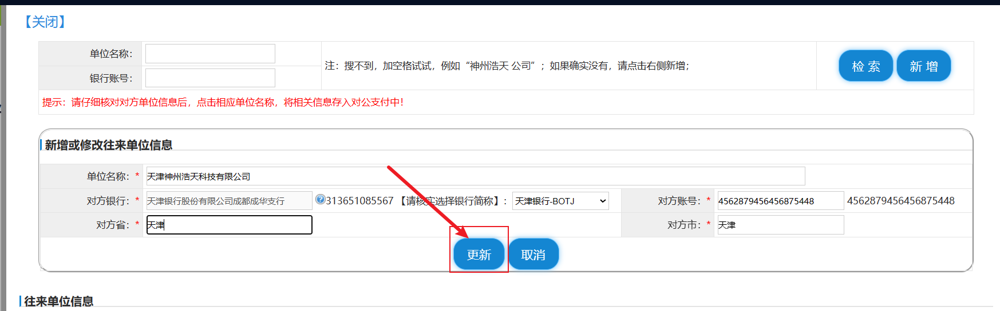 【关闭】
单位名称：
注：搜不到，加空格试试，例如“神州浩天 公司”；如果确实没有，请点击右侧新增；
检 索 新 增
银行账号：
提示：请仔细核对对方单位信息后，点击相应单位名称，将相关信息存入对公支付中！
新增或修改往来单位信息
单位名称：* 天津神州浩天科技有限公司
对方银行：* 天津银行股份有限公司成都成华支行 ?313651085567 【请核实选择银行简称】： 天津银行-BOTJ 对方账号：* 4562879456456875448 4562879456456875448
对方省：* 天津 对方市：* 天津
更新 取消
往来单位信息